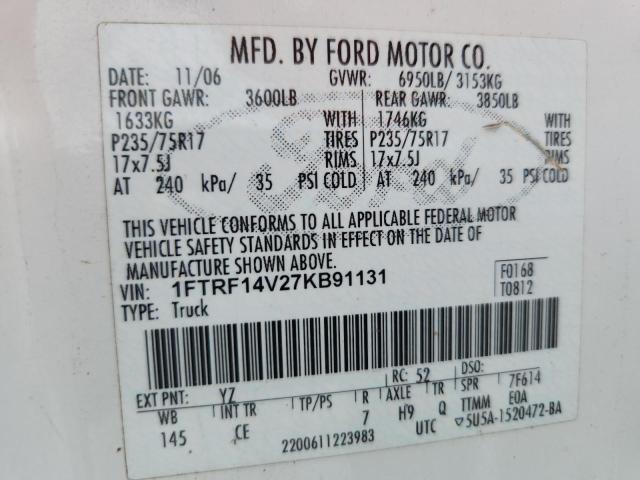 MFD. BY FORD MOTOR CO.
DATE: 11/06 GVWR: 6950LB/ 3153KG
FRONT GAWR: 3600LB REAR GAWR: 3850LB
1633KG WITH 1746KG WITH
P235/75R17 TIRES P235/75R17 TIRES
17x7.5J RIMS 17x7.5J RIMS
AT 240 kPa/ 35 PSI COLD AT 240 kPa/ 35 PSI COLD
THIS VEHICLE CONFORMS TO ALL APPLICABLE FEDERAL MOTOR
VEHICLE SAFETY STANDARDS IN EFFECT ON THE DATE OF
MANUFACTURE SHOWN ABOVE.
VIN: 1FTRF14V27KB91131 F0168
TYPE: Truck T0812
EXT PNT: YZ RC: 52 DSO:
WB INT TR TP/PS R AXLE TR SPR 7F614
145 CE 7 H9 Q TTMM E0A
2200611223983 UTC ▽5U5A-1520472-BA
Ford